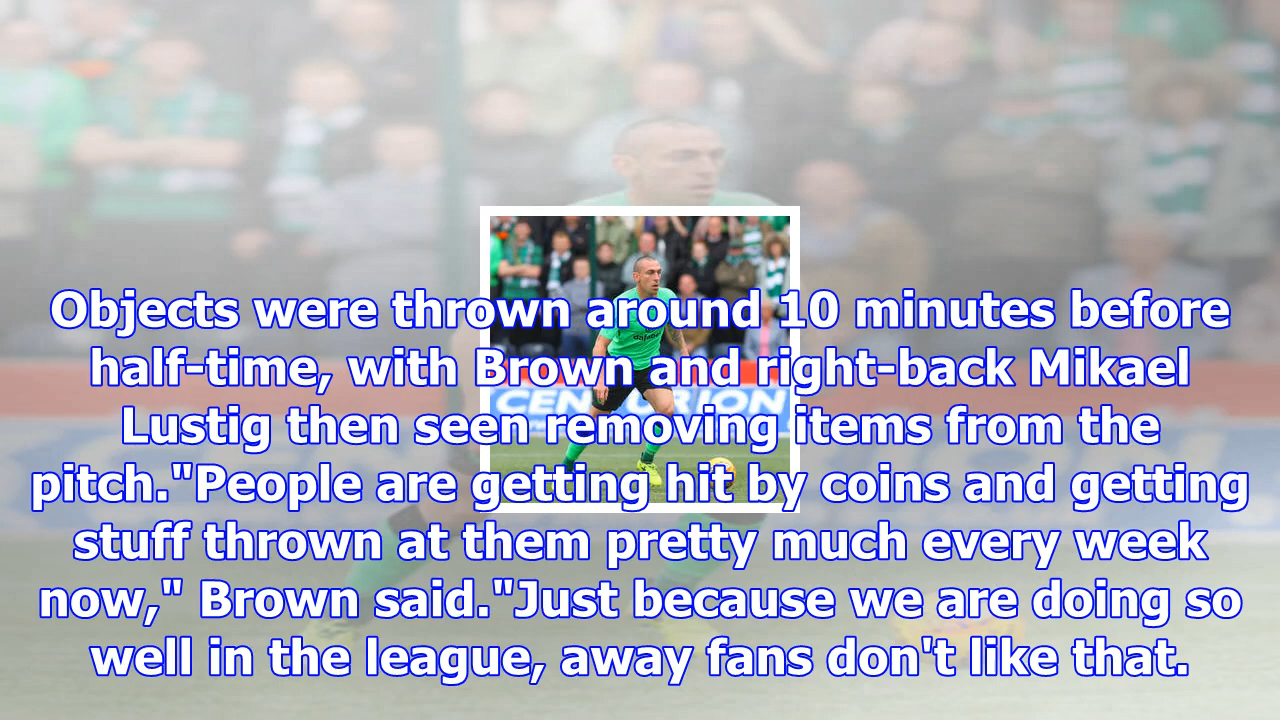 Objects were thrown around 10 minutes before
half-time, with Brown and right-back Mikael
Lustig then seen removing items from the
pitch."People are getting hit by coins and getting
stuff thrown at them pretty much every week
now," Brown said."Just because we are doing so
well in the league, away fans don't like that.
CENTURION